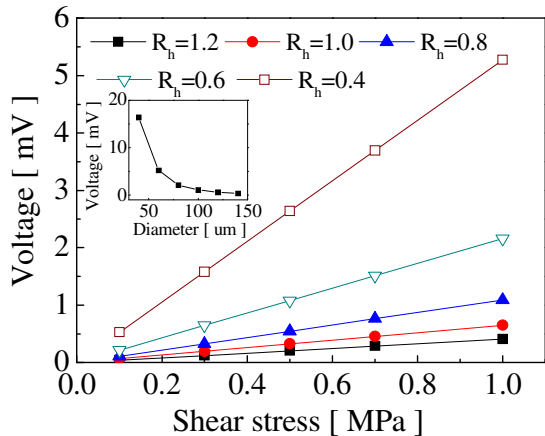 R_h=1.2 R_h=1.0 R_h=0.8
R_h=0.6 R_h=0.4
Voltage [ mV ]
6
5
4
3
2
1
0
0.0 0.2 0.4 0.6 0.8 1.0
Shear stress [ MPa ]
Voltage [ mV ]
20
10
0
50 100 150
Diameter [ um ]